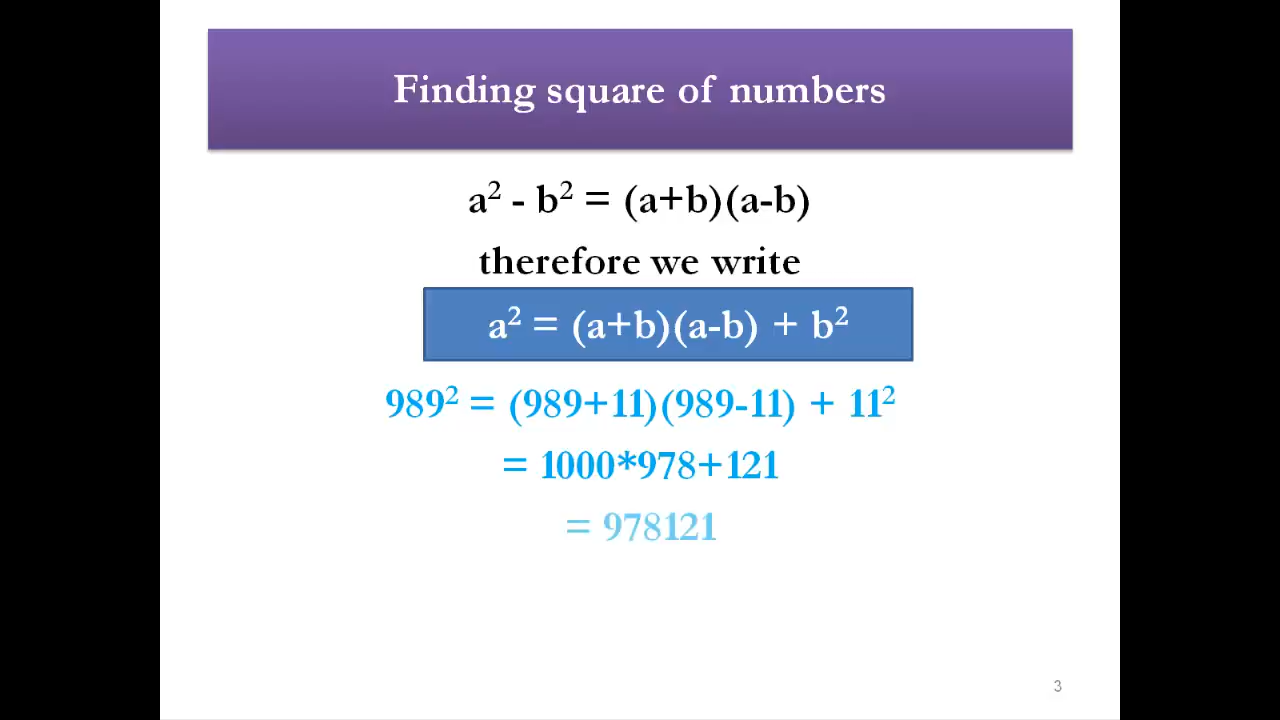 Finding square of numbers
a² - b² = (a+b)(a-b)
therefore we write
a² = (a+b)(a-b) + b²
989² = (989+11)(989-11) + 11²
= 1000*978+121
= 978121
3